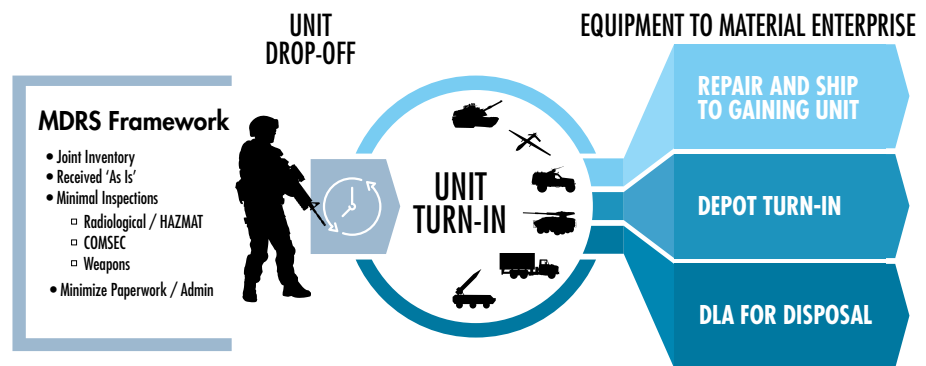 UNIT
DROP-OFF
EQUIPMENT TO MATERIAL ENTERPRISE
MDRS Framework
• Joint Inventory
• Received ‘As Is’
• Minimal Inspections
▫ Radiological / HAZMAT
▫ COMSEC
▫ Weapons
• Minimize Paperwork / Admin
UNIT
TURN-IN
REPAIR AND SHIP
TO GAINING UNIT
DEPOT TURN-IN
DLA FOR DISPOSAL